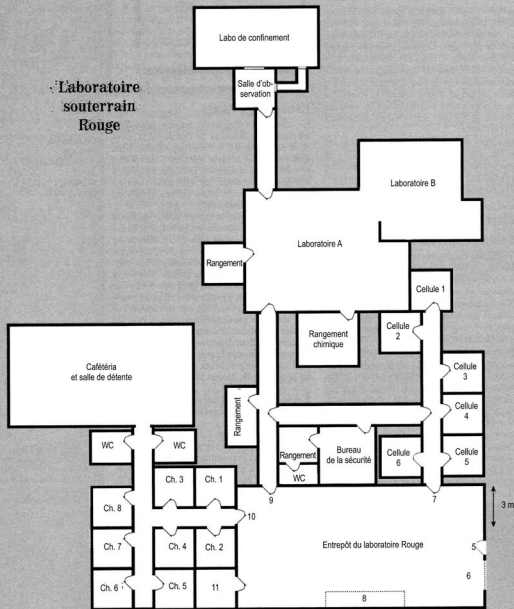 Labo de confinement
Laboratoire
souterrain
Rouge
Salle d'ob-
servation
Laboratoire B
Laboratoire A
Rangement
Cellule 1
Rangement
chimique
Cellule
2
Cellule
3
Cafétéria
et salle de détente
Rangement
Cellule
4
WC
WC
Rangement
Bureau
de la sécurité
Cellule
6
Cellule
5
WC
Ch. 3
Ch. 1
Ch. 8
9
7
3 m
10
Ch. 7
Ch. 4
Ch. 2
Entrepôt du laboratoire Rouge
5
6
Ch. 6
Ch. 5
11
8